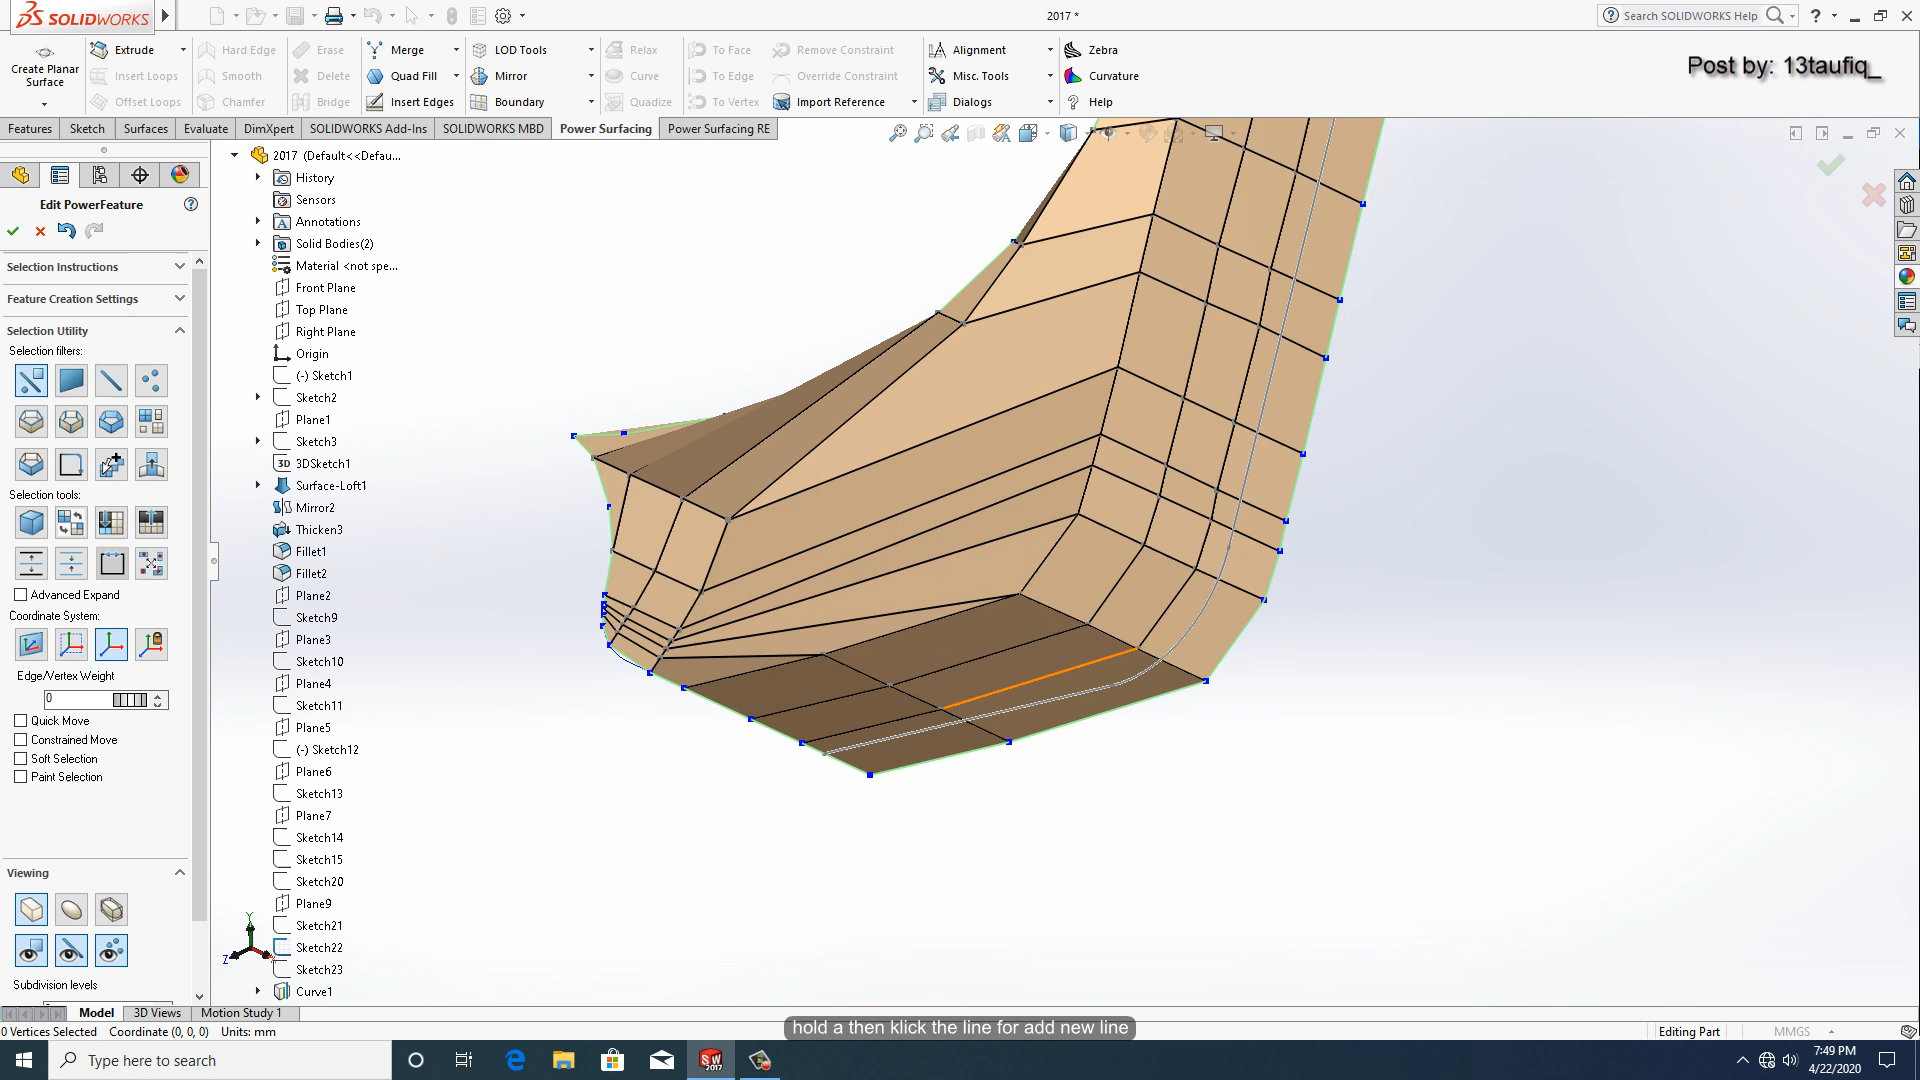 SOLIDWORKS
2017 *
Search SOLIDWORKS Help
Create Planar
Surface
Extrude
Insert Loops
Offset Loops
Hard Edge
Smooth
Chamfer
Erase
Delete
Bridge
Merge
Quad Fill
Insert Edges
LOD Tools
Mirror
Boundary
Relax
Curve
Quadize
To Face
To Edge
To Vertex
Remove Constraint
Override Constraint
Import Reference
Alignment
Misc. Tools
Dialogs
Zebra
Curvature
Help
Post by: 13taufiq_
Features
Sketch
Surfaces
Evaluate
DimXpert
SOLIDWORKS Add-Ins
SOLIDWORKS MBD
Power Surfacing
Power Surfacing RE
Edit PowerFeature
Selection Instructions
Feature Creation Settings
Selection Utility
Selection filters:
Selection tools:
Advanced Expand
Coordinate System:
Edge/Vertex Weight
0
Quick Move
Constrained Move
Soft Selection
Paint Selection
Viewing
Subdivision levels
2017 (Default<<Defau...
History
Sensors
Annotations
Solid Bodies(2)
Material <not spe...
Front Plane
Top Plane
Right Plane
Origin
(-) Sketch1
Sketch2
Plane1
Sketch3
3D 3DSketch1
Surface-Loft1
Mirror2
Thicken3
Fillet1
Fillet2
Plane2
Sketch9
Plane3
Sketch10
Plane4
Sketch11
Plane5
(-) Sketch12
Plane6
Sketch13
Plane7
Sketch14
Sketch15
Sketch20
Plane9
Sketch21
Sketch22
Sketch23
Curve1
Y
Z
Model
3D Views
Motion Study 1
0 Vertices Selected Coordinate (0, 0, 0) Units: mm
hold a then klick the line for add new line
Editing Part
MMGS
Type here to search
SW
2017
7:49 PM
4/22/2020